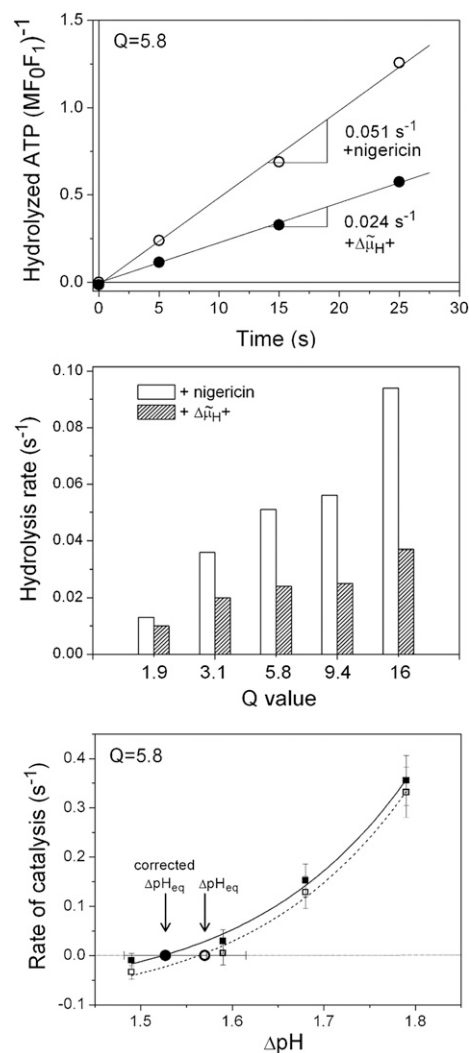 Q=5.8
1.5
1.0
0.5
0.0
Hydrolyzed ATP (MF₀F₁)⁻¹
0.051 s⁻¹
+nigericin
0.024 s⁻¹
+Δμ̃H+
0 5 10 15 20 25 30
Time (s)
0.10
0.08
0.06
0.04
0.02
0.00
Hydrolysis rate (s⁻¹)
+ nigericin
+ Δμ̃H+
1.9 3.1 5.8 9.4 16
Q value
Q=5.8
0.4
0.3
0.2
0.1
0.0
-0.1
Rate of catalysis (s⁻¹)
corrected
ΔpHeq ΔpHeq
1.5 1.6 1.7 1.8
ΔpH